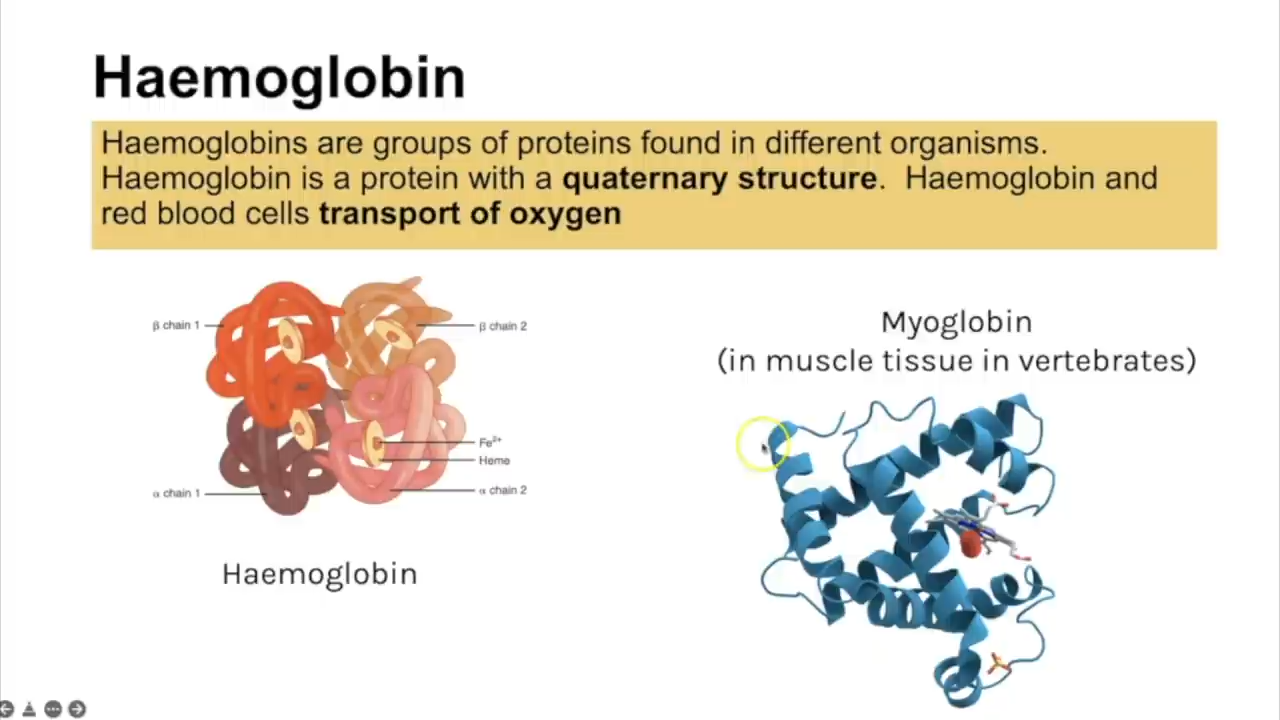 Haemoglobin
Haemoglobins are groups of proteins found in different organisms.
Haemoglobin is a protein with a quaternary structure.  Haemoglobin and
red blood cells transport of oxygen
β chain 1
β chain 2
Fe²⁺
Heme
α chain 1
α chain 2
Haemoglobin
Myoglobin
(in muscle tissue in vertebrates)